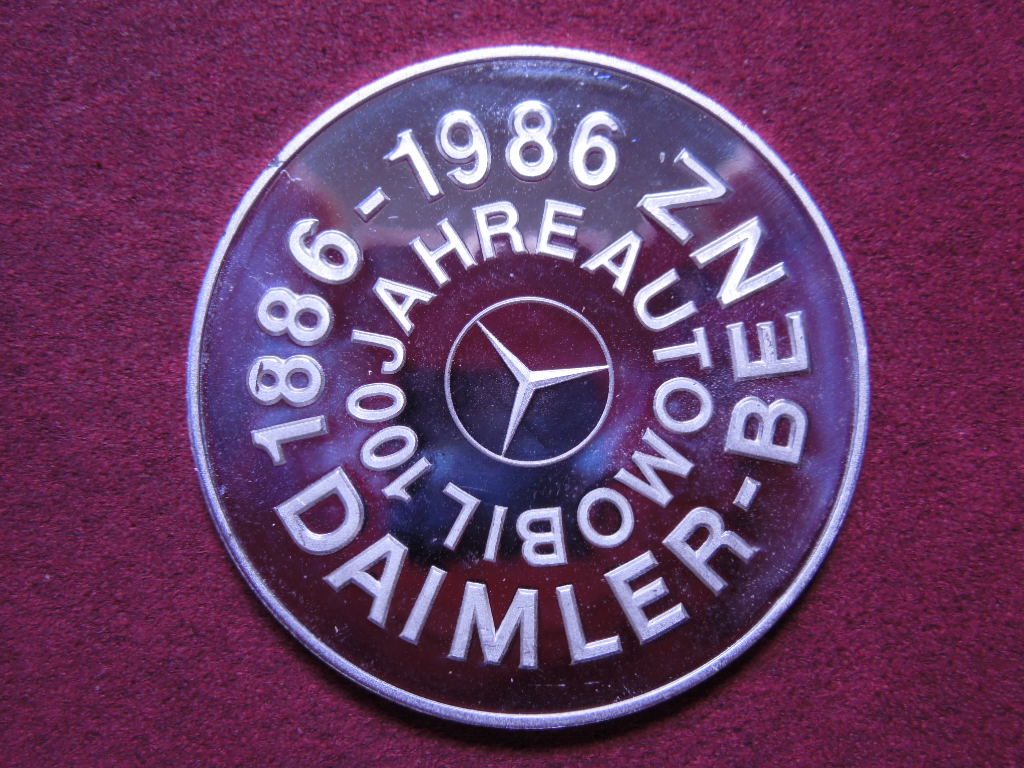 1886-1986
DAIMLER-BENZ
100 JAHRE AUTOMOBIL